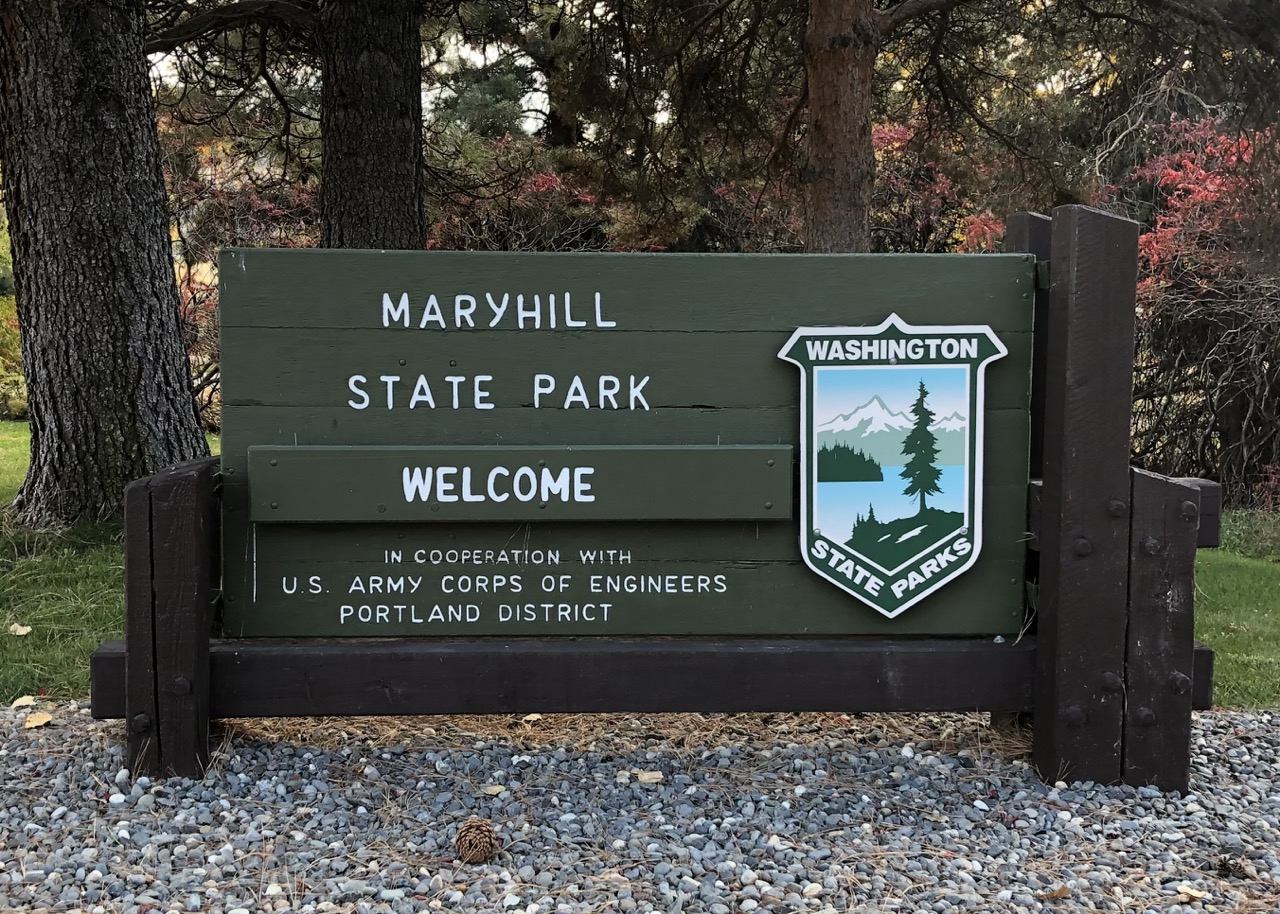 MARYHILL
STATE PARK
WELCOME
IN COOPERATION WITH
U.S. ARMY CORPS OF ENGINEERS
PORTLAND DISTRICT
WASHINGTON
STATE PARKS